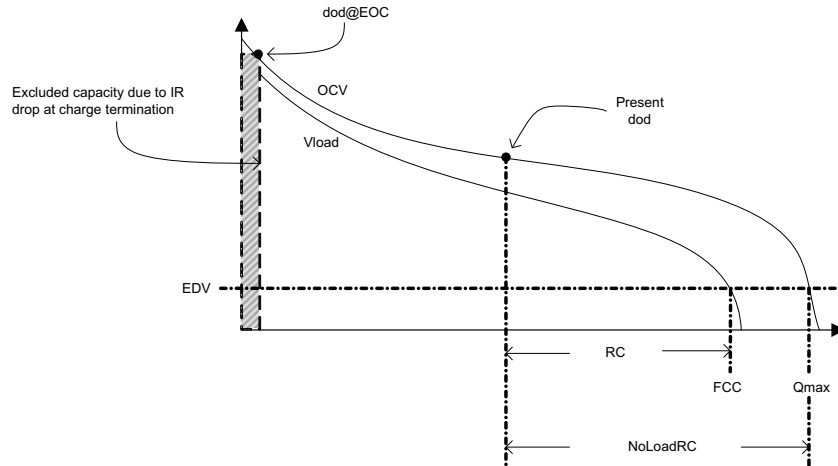 dod@EOC
Excluded capacity due to IR
drop at charge termination
OCV
Present
dod
Vload
EDV
RC
FCC
Qmax
NoLoadRC